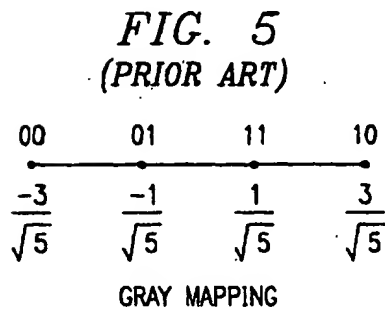 FIG. 5
(PRIOR ART)
00 01 11 10
-3/√5 -1/√5 1/√5 3/√5
GRAY MAPPING